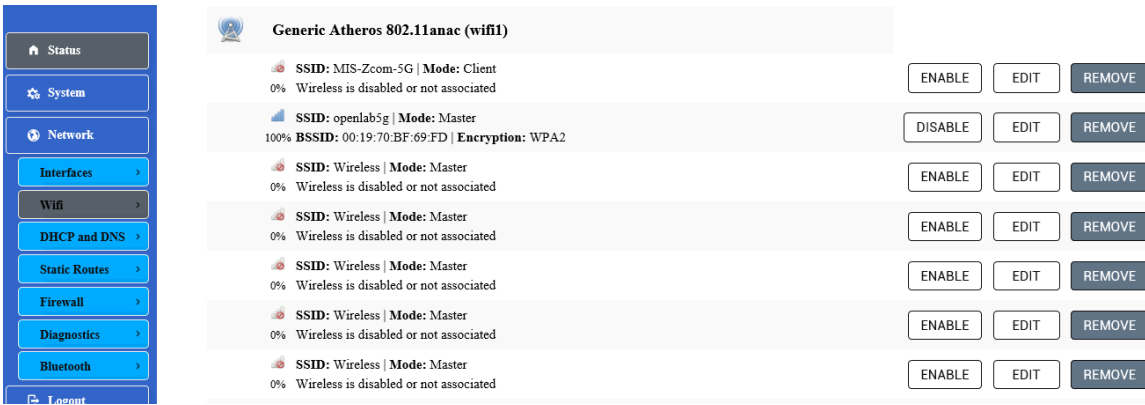 Status
System
Network
Interfaces
Wifi
DHCP and DNS
Static Routes
Firewall
Diagnostics
Bluetooth
Logout
Generic Atheros 802.11anac (wifi1)
SSID: MIS-Zcom-5G | Mode: Client
0% Wireless is disabled or not associated
ENABLE EDIT REMOVE
SSID: openlab5g | Mode: Master
100% BSSID: 00:19:70:BF:69:FD | Encryption: WPA2
DISABLE EDIT REMOVE
SSID: Wireless | Mode: Master
0% Wireless is disabled or not associated
ENABLE EDIT REMOVE
SSID: Wireless | Mode: Master
0% Wireless is disabled or not associated
ENABLE EDIT REMOVE
SSID: Wireless | Mode: Master
0% Wireless is disabled or not associated
ENABLE EDIT REMOVE
SSID: Wireless | Mode: Master
0% Wireless is disabled or not associated
ENABLE EDIT REMOVE
SSID: Wireless | Mode: Master
0% Wireless is disabled or not associated
ENABLE EDIT REMOVE